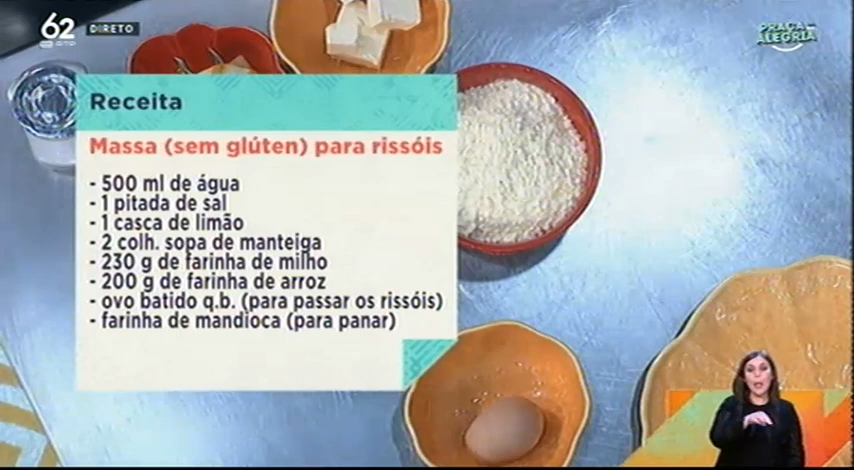 62
DIRETO
PRAÇA DA
ALEGRIA
Receita
Massa (sem glúten) para rissóis
- 500 ml de água
- 1 pitada de sal
- 1 casca de limão
- 2 colh. sopa de manteiga
- 230 g de farinha de milho
- 200 g de farinha de arroz
- ovo batido q.b. (para passar os rissóis)
- farinha de mandioca (para panar)